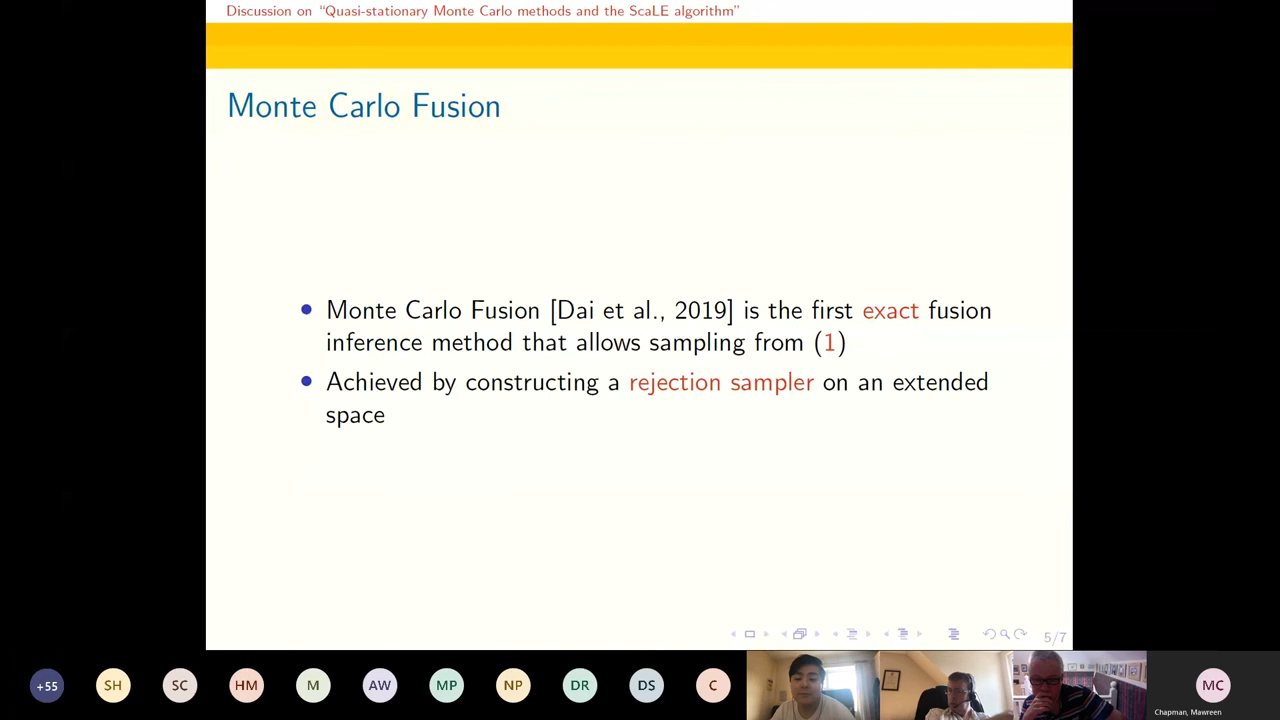 Discussion on “Quasi-stationary Monte Carlo methods and the ScaLE algorithm”
Monte Carlo Fusion
• Monte Carlo Fusion [Dai et al., 2019] is the first exact fusion
inference method that allows sampling from (1)
• Achieved by constructing a rejection sampler on an extended
space
5/7
+55 SH SC HM M AW MP NP DR DS C MC
Chapman, Mawreen